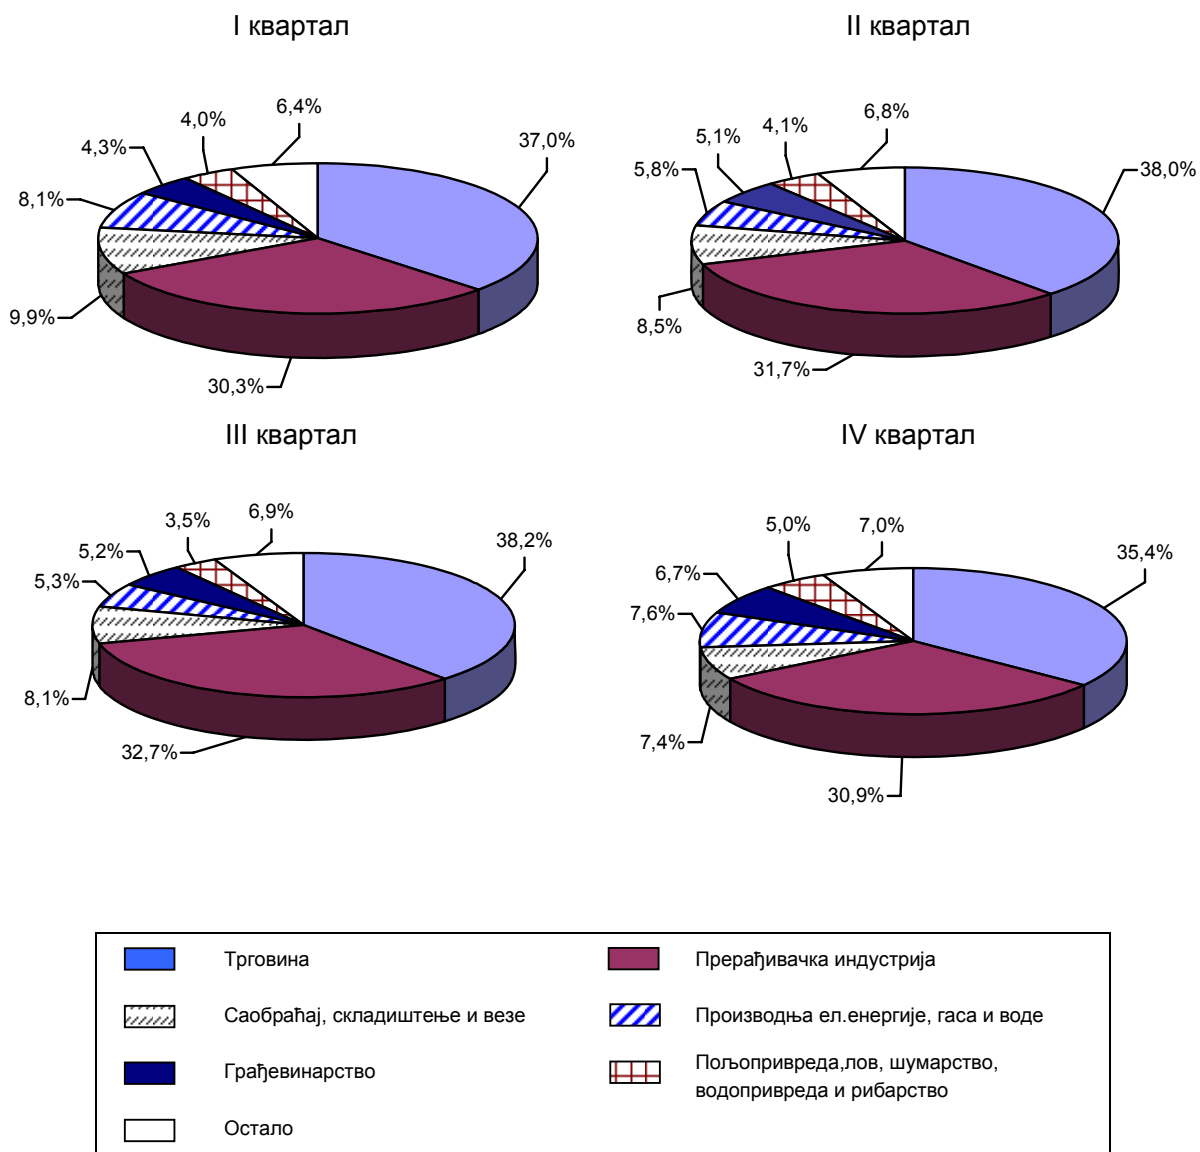 I квартал
II квартал
6,4%
4,0%
4,3%
37,0%
8,1%
9,9%
30,3%
6,8%
4,1%
5,1%
5,8%
38,0%
8,5%
31,7%
III квартал
IV квартал
6,9%
3,5%
5,2%
38,2%
5,3%
8,1%
32,7%
5,0%
7,0%
35,4%
6,7%
7,6%
7,4%
30,9%
Трговина
Прерађивачка индустрија
Саобраћај, складиштење и везе
Производња ел.енергије, гаса и воде
Грађевинарство
Пољопривреда,лов, шумарство,
водопривреда и рибарство
Остало